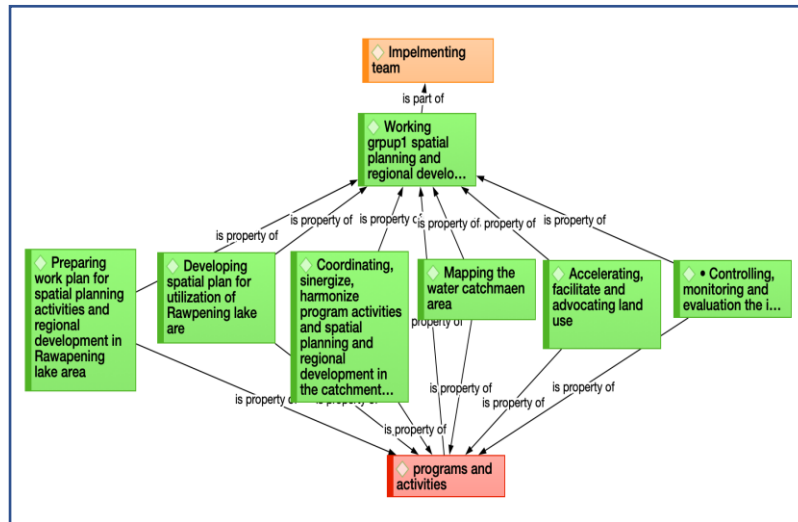 Impelmenting
team
is part of
Working
grpup1 spatial
planning and
regional develo...
is property of
is property of
is property of
is property of
property of
Preparing
work plan for
spatial planning
activities and
regional
development in
Rawapening
lake area
Developing
spatial plan for
utilization of
Rawpening lake
are
Coordinating,
sinergize,
harmonize
program activities
and spatial
planning and
regional
development in
the catchment...
Mapping the
water catchmaen
area
Accelerating,
facilitate and
advocating land
use
• Controlling,
monitoring and
evaluation the i...
property of
is property of
is property of
is property of
is property of
property of
is property of
programs and
activities